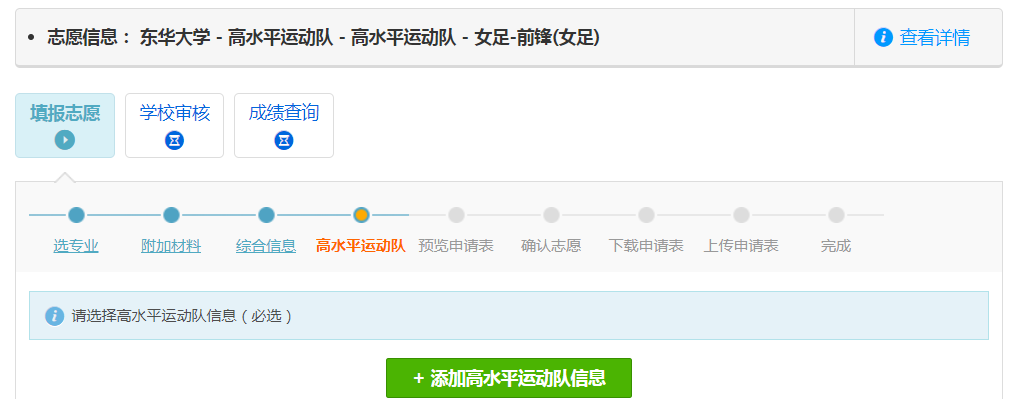 • 志愿信息： 东华大学 - 高水平运动队 - 高水平运动队 - 女足-前锋(女足)
查看详情
填报志愿 学校审核 成绩查询
选专业 附加材料 综合信息 高水平运动队 预览申请表 确认志愿 下载申请表 上传申请表 完成
请选择高水平运动队信息（必选）
+ 添加高水平运动队信息